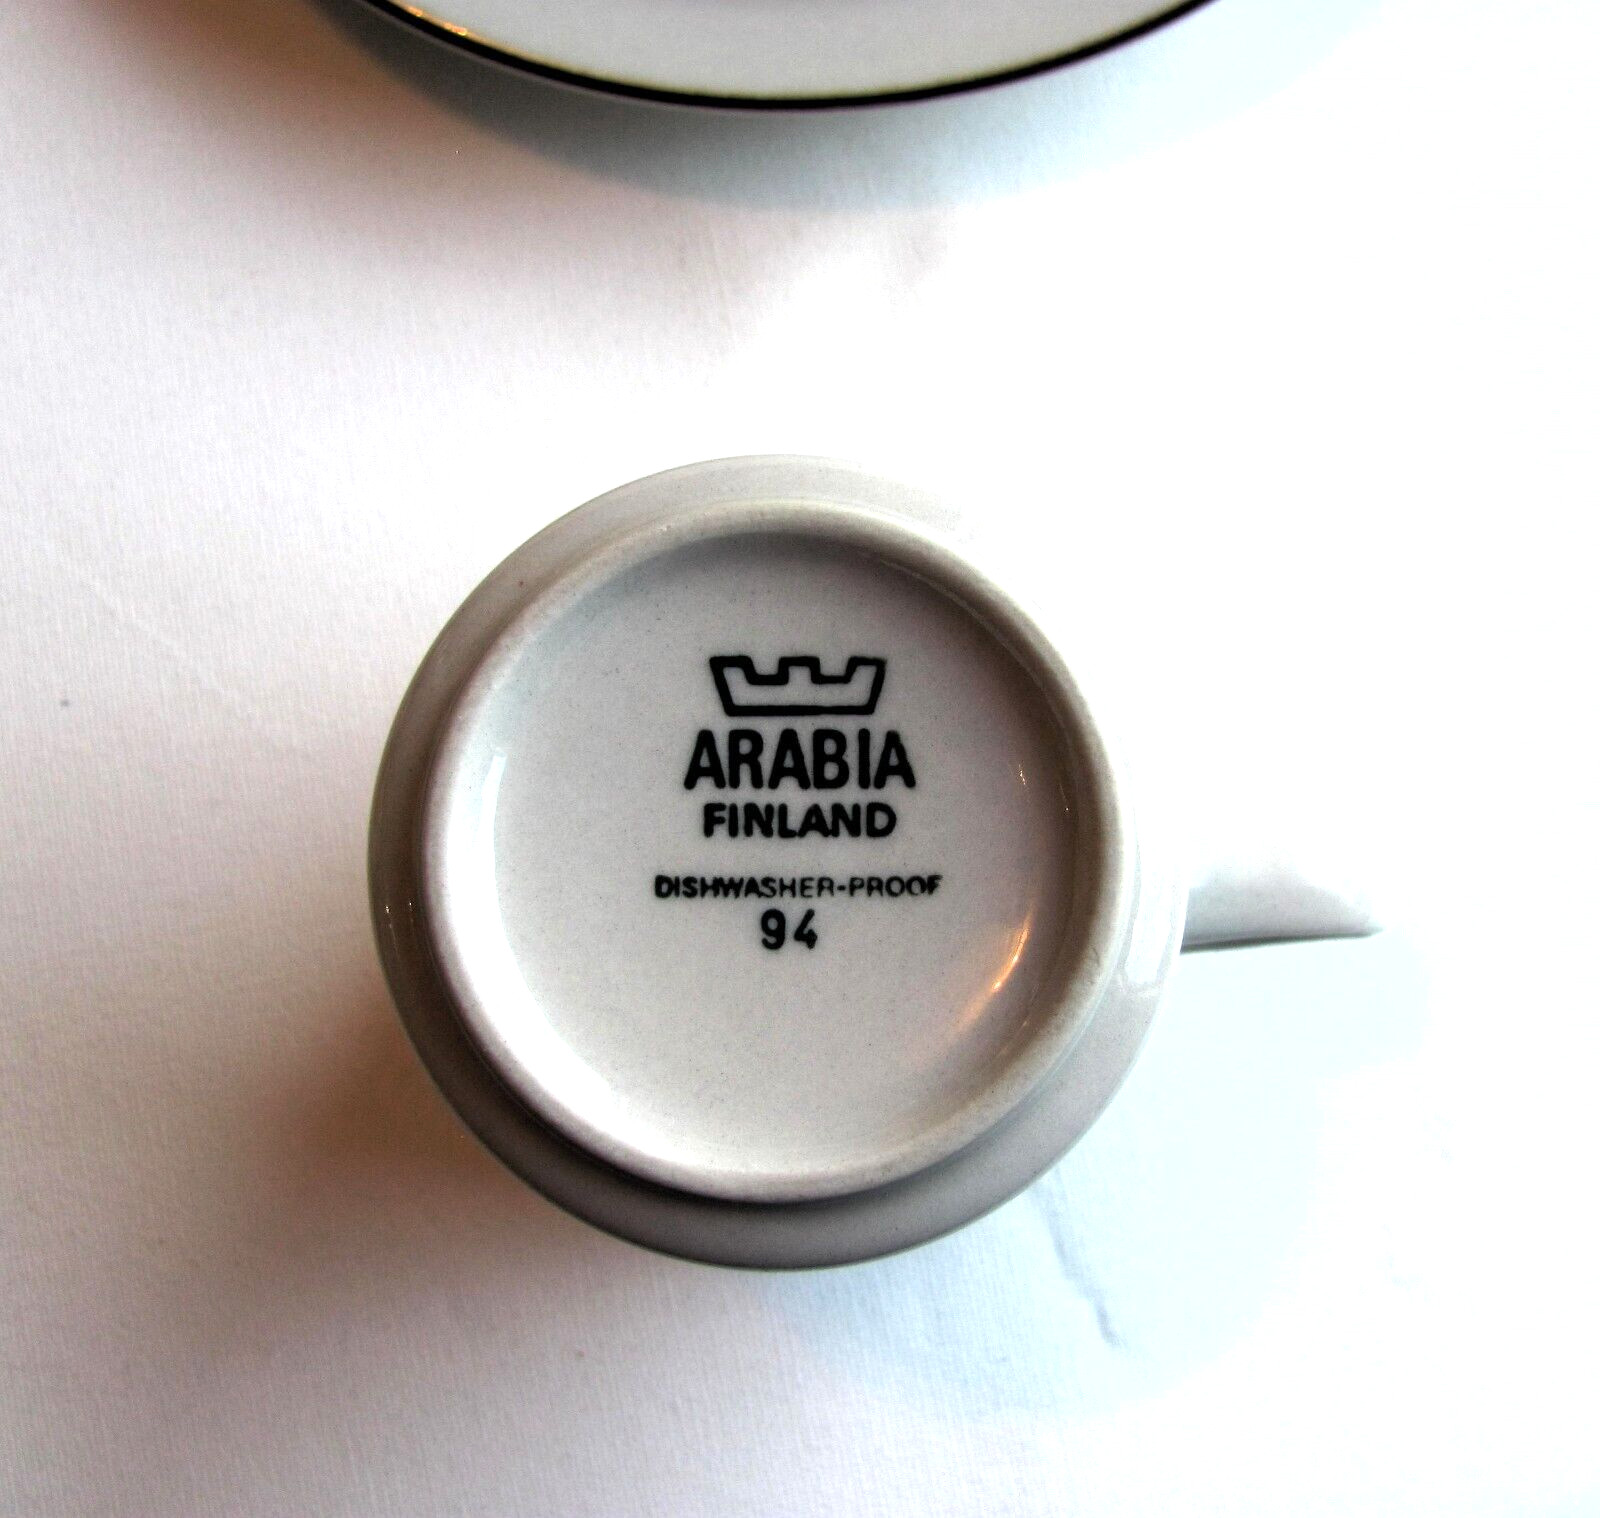 ARABIA
FINLAND
DISHWASHER-PROOF
94